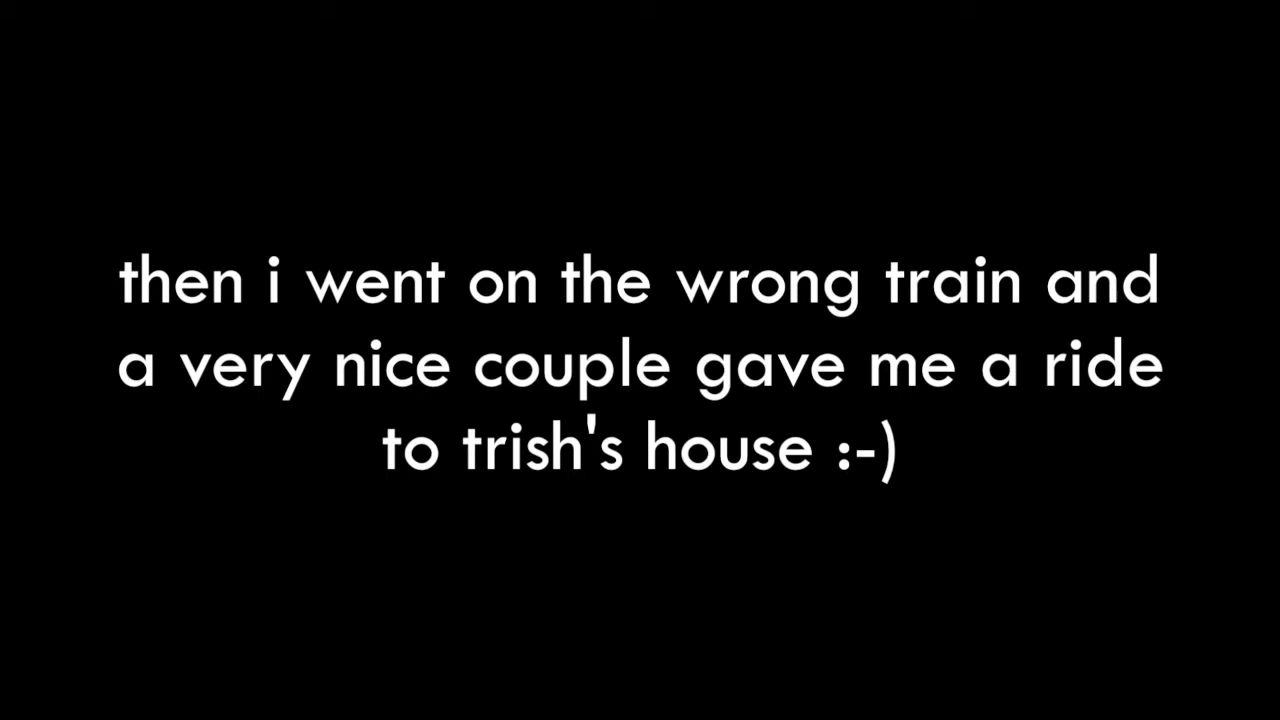 then i went on the wrong train and
a very nice couple gave me a ride
to trish's house :-)